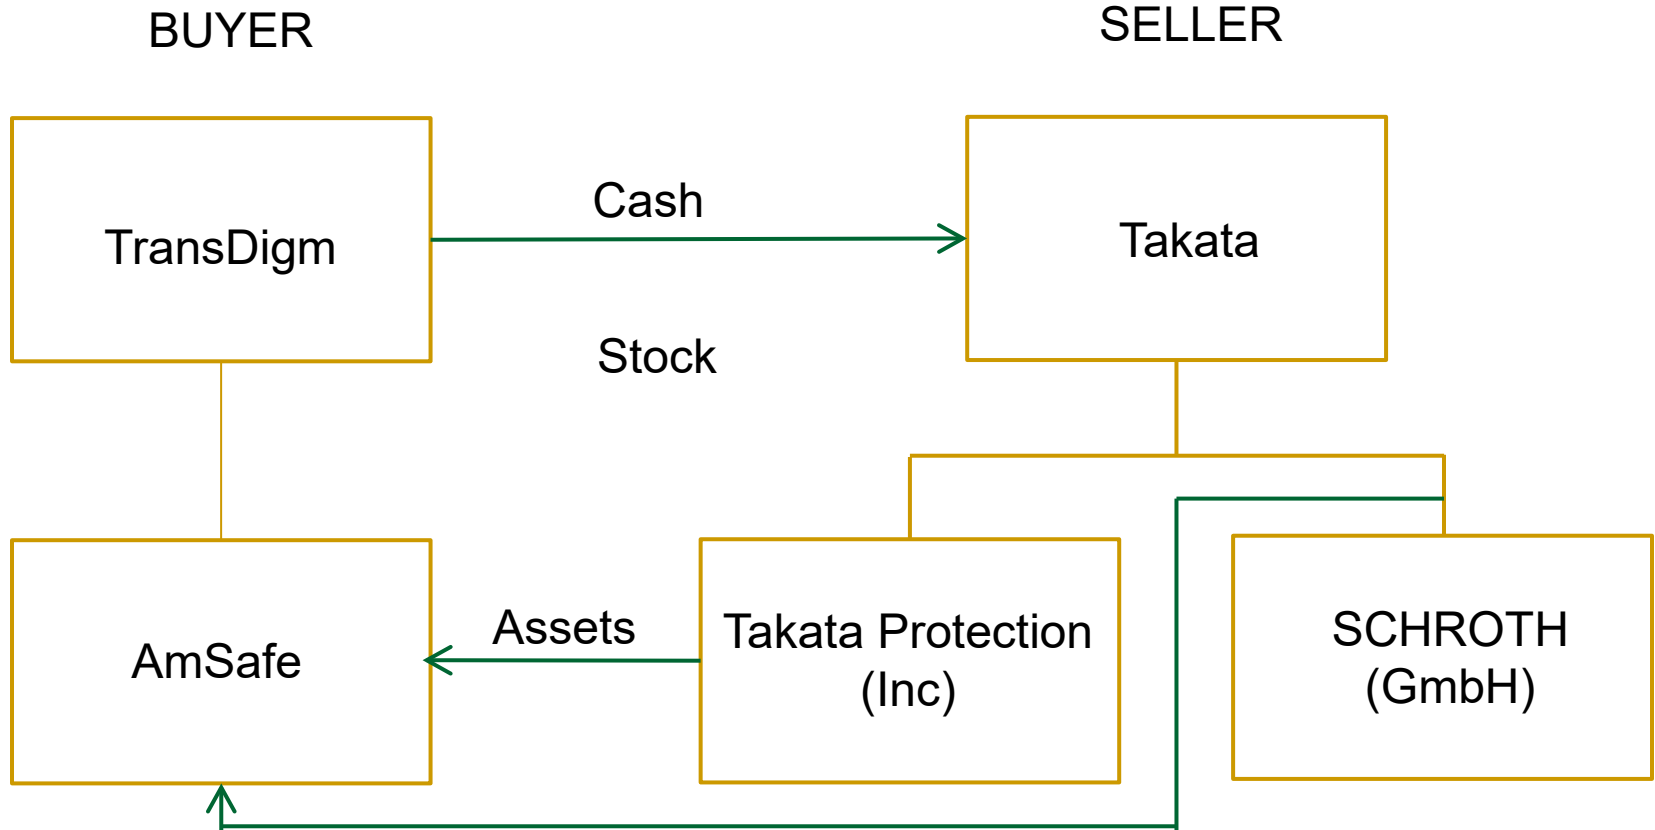 BUYER
SELLER
TransDigm
Cash
Takata
Stock
AmSafe
Assets
Takata Protection
(Inc)
SCHROTH
(GmbH)